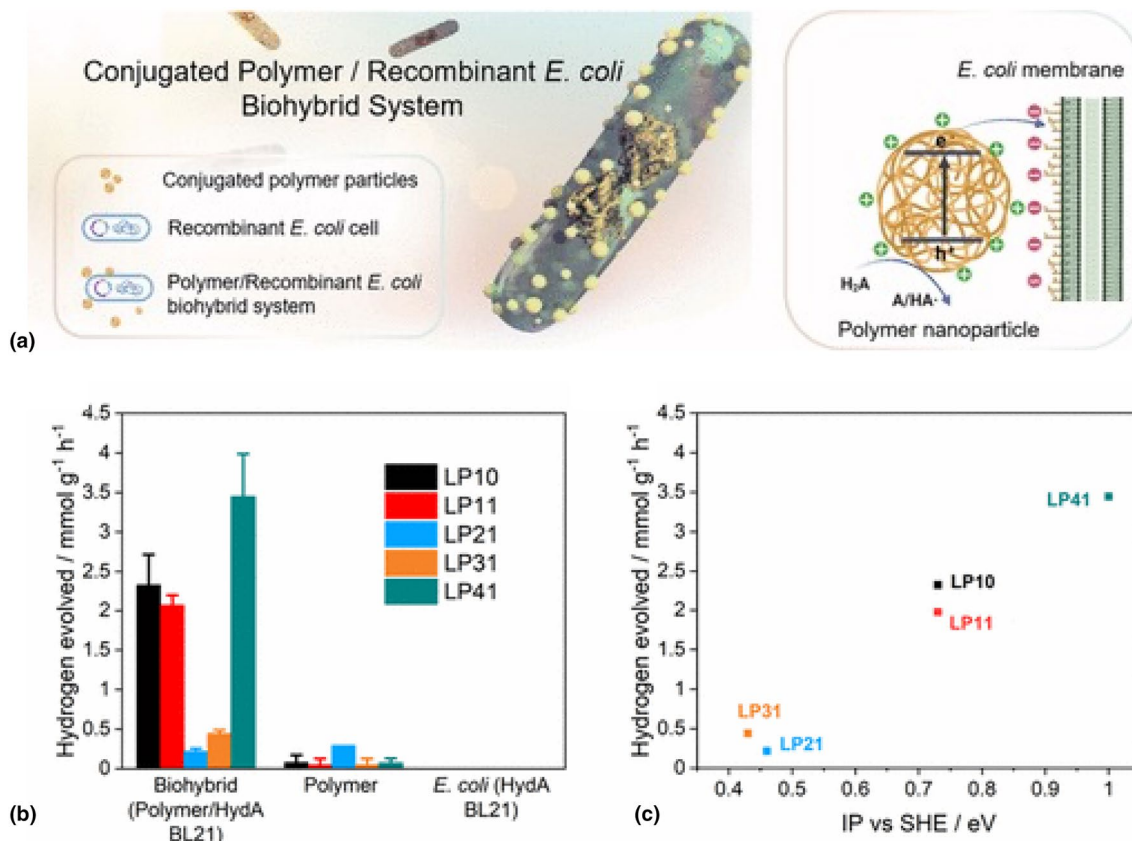 Conjugated Polymer / Recombinant E. coli
Biohybrid System
Conjugated polymer particles
Recombinant E. coli cell
Polymer/Recombinant E. coli
biohybrid system
(a)
E. coli membrane
e⁻
h⁺
H₂A
A/HA·
Polymer nanoparticle
Hydrogen evolved / mmol g⁻¹ h⁻¹
4.5
4
3.5
3
2.5
2
1.5
1
0.5
0
LP10
LP11
LP21
LP31
LP41
Biohybrid
(Polymer/HydA
BL21)
Polymer
E. coli (HydA
BL21)
(b)
Hydrogen evolved / mmol g⁻¹ h⁻¹
4.5
4
3.5
3
2.5
2
1.5
1
0.5
0
LP41
LP10
LP11
LP31
LP21
0.4
0.5
0.6
0.7
0.8
0.9
1
IP vs SHE / eV
(c)